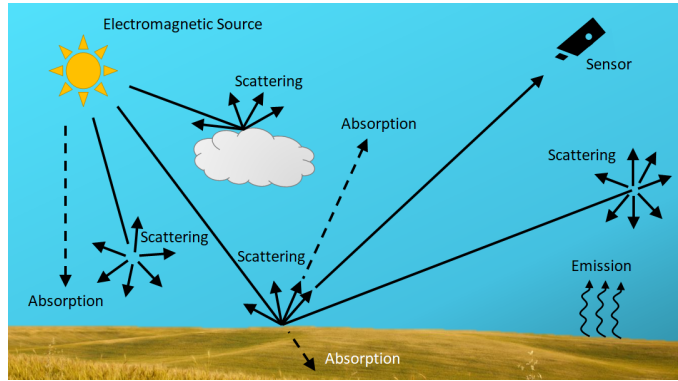 Electromagnetic Source
Sensor
Scattering
Absorption
Scattering
Scattering
Scattering
Emission
Absorption
Absorption